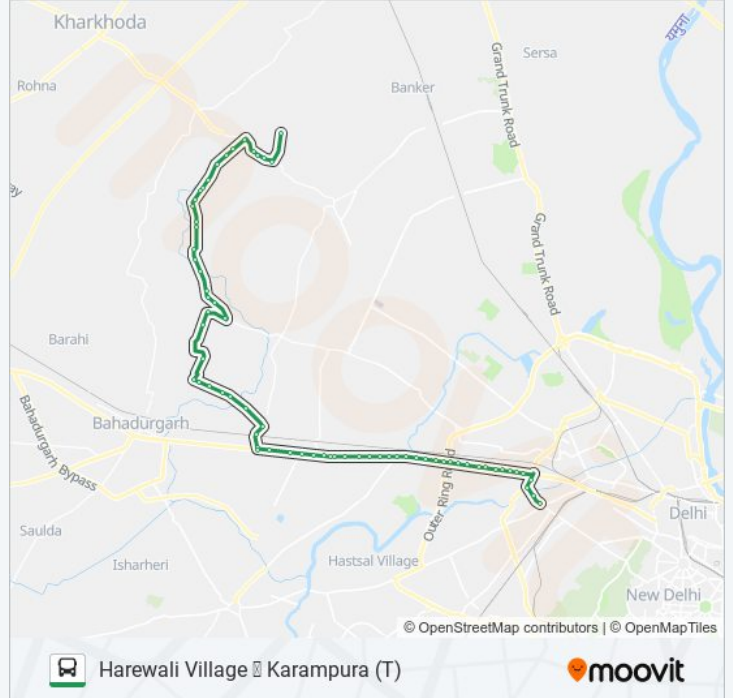 Kharkhoda
Rohna
Banker
Sersa
Grand Trunk Road
यमुना
ay
Grand Trunk Road
Barahi
Bahadurgarh
Bahadurgarh Bypass
Outer Ring Road
Delhi
Saulda
Isharheri
Hastsal Village
New Delhi
© OpenStreetMap contributors | © OpenMapTiles
Harewali Village Karampura (T)
moovit